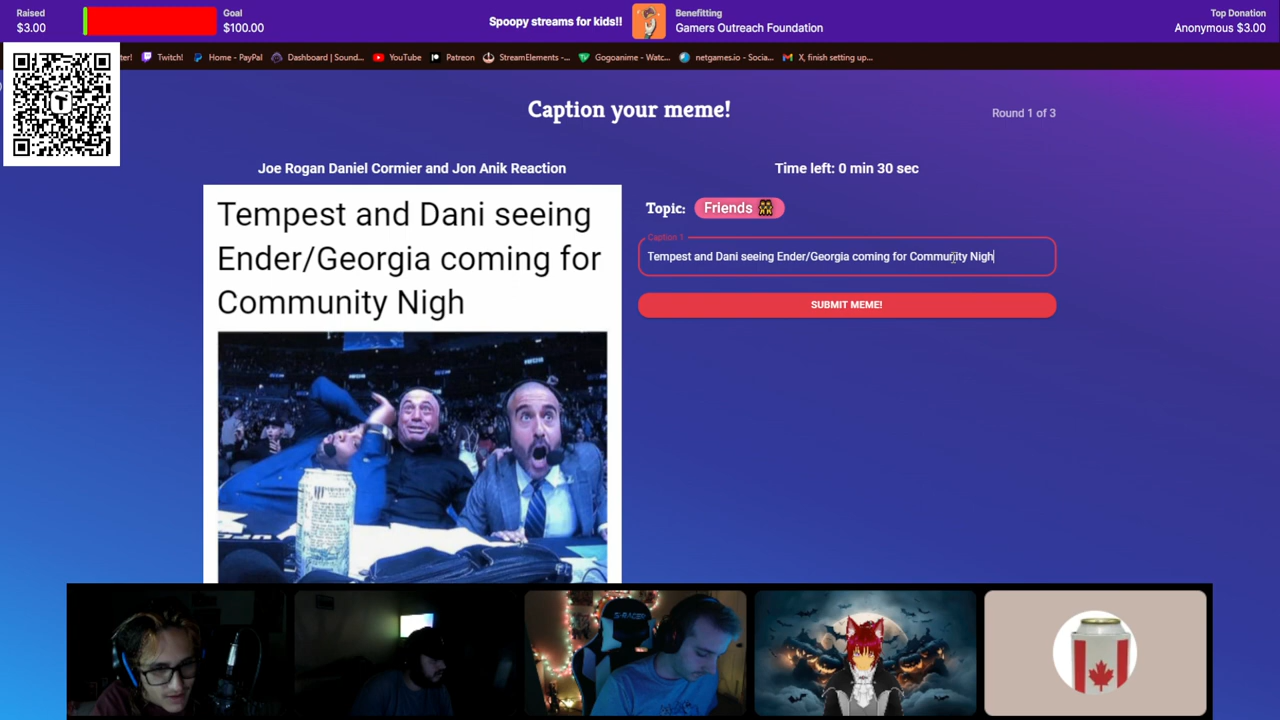 Raised
$3.00
Goal
$100.00
Spoopy streams for kids!!
Benefitting
Gamers Outreach Foundation
Top Donation
Anonymous $3.00
Twitch!
Home - PayPal
Dashboard | Sound...
YouTube
Patreon
StreamElements -...
Gogoanime - Watc...
netgames.io - Socia...
X, finish setting up...
Caption your meme!
Round 1 of 3
Joe Rogan Daniel Cormier and Jon Anik Reaction
Time left: 0 min 30 sec
Tempest and Dani seeing
Ender/Georgia coming for
Community Nigh
Topic:
Friends
Caption 1
Tempest and Dani seeing Ender/Georgia coming for Community Nigh
SUBMIT MEME!